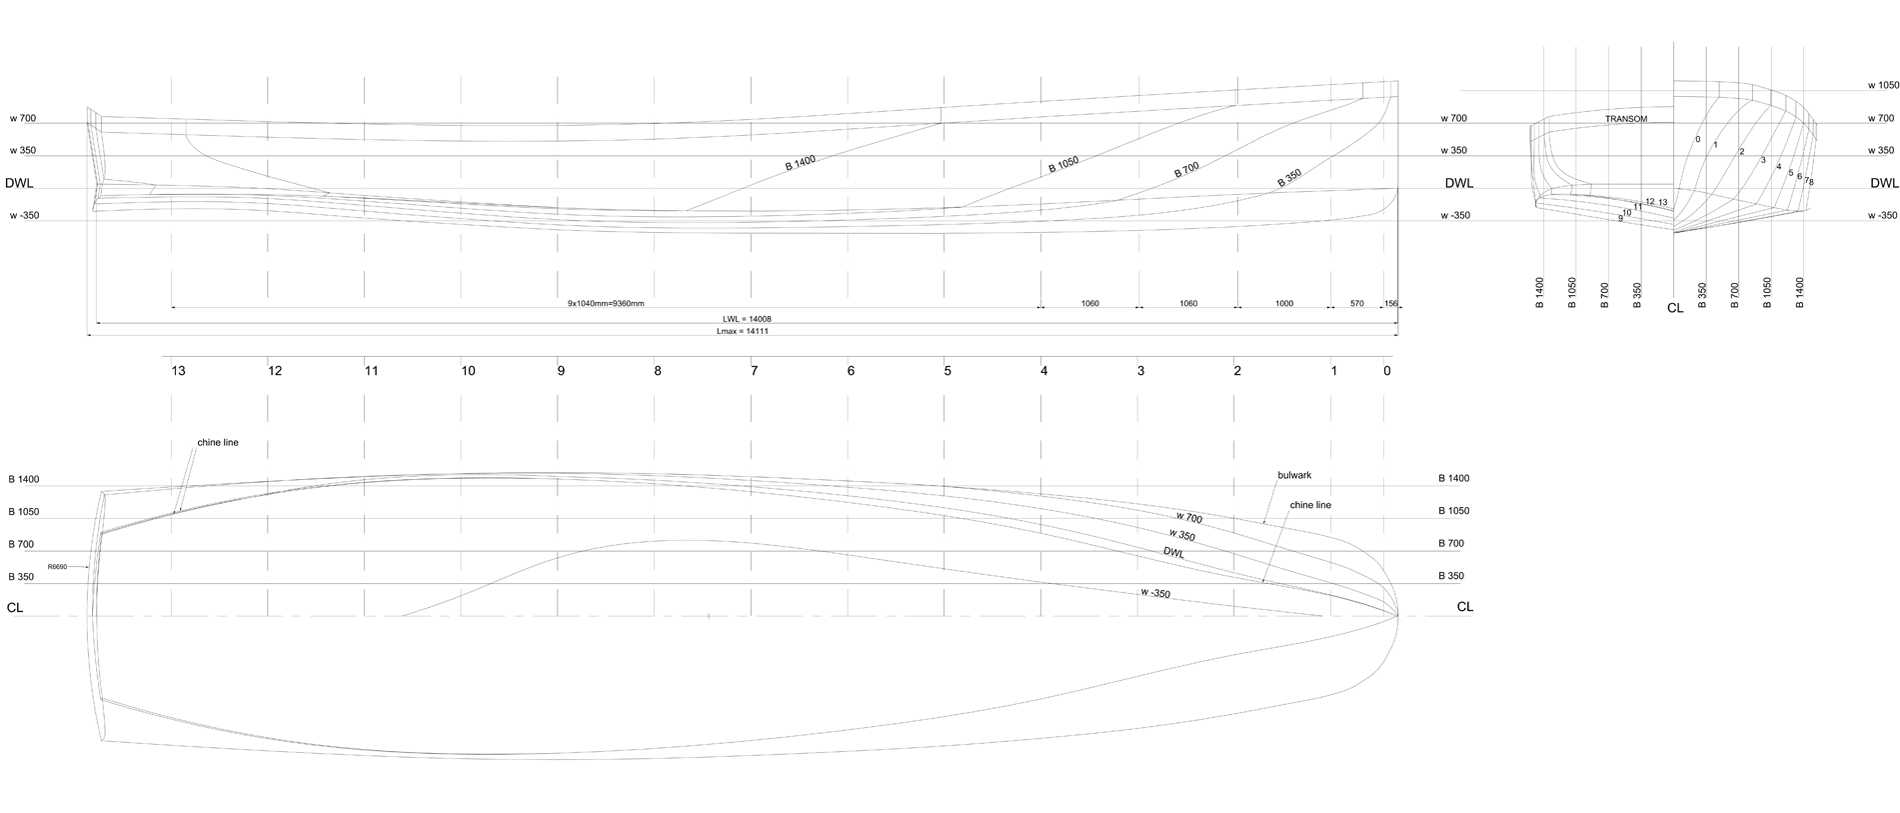 w 1050 w 1050
w 700 w 700 TRANSOM w 700
w 350 B 1400 B 1050 B 700 B 350 w 350 0 1 2 3 4 5 6 7 8 w 350
DWL DWL DWL
w -350 w -350 9 10 11 12 13 w -350
B 1400 B 1050 B 700 B 350 CL B 350 B 700 B 1050 B 1400
9x1040mm=9360mm 1060 1060 1000 570 156
LWL = 14008
Lmax = 14111
13 12 11 10 9 8 7 6 5 4 3 2 1 0
chine line
B 1400 bulwark B 1400
B 1050 chine line B 1050
w 700
B 700 w 350 B 700
DWL
R6690
B 350 B 350
w -350
CL CL